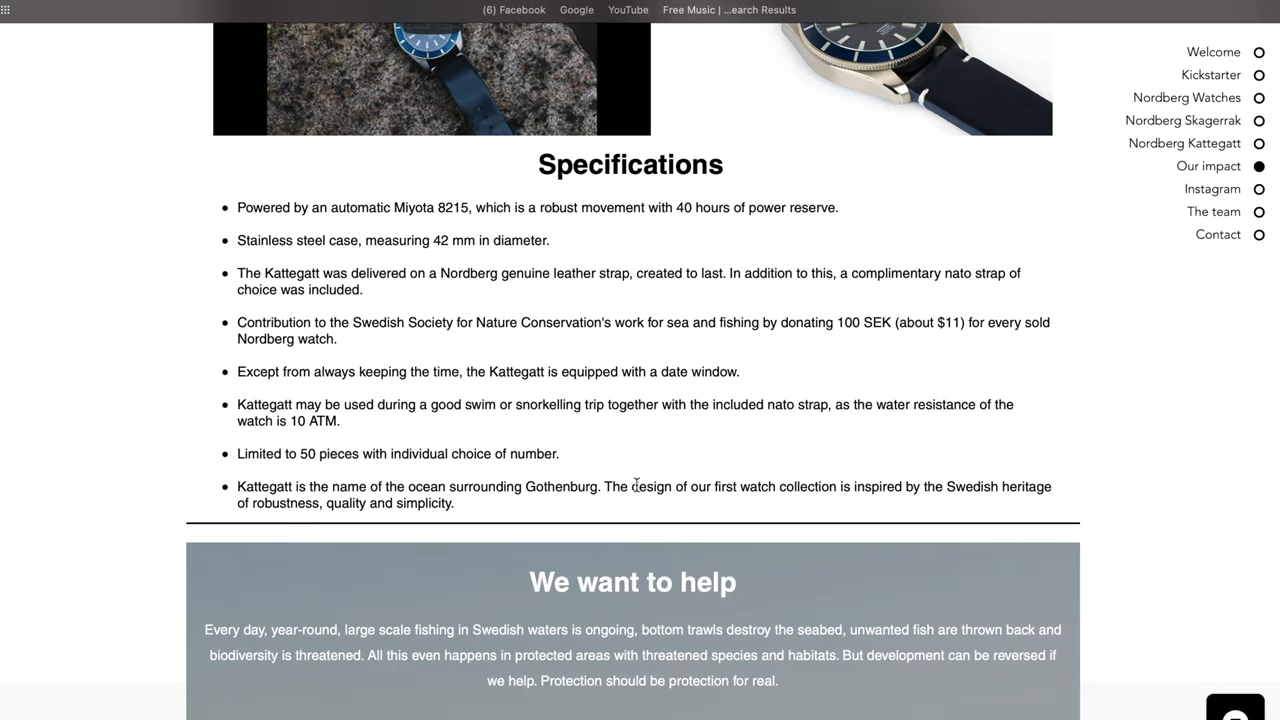 (6) Facebook Google YouTube Free Music | ...earch Results
Welcome
Kickstarter
Nordberg Watches
Nordberg Skagerrak
Nordberg Kattegatt
Our impact
Instagram
The team
Contact
Specifications
Powered by an automatic Miyota 8215, which is a robust movement with 40 hours of power reserve.
Stainless steel case, measuring 42 mm in diameter.
The Kattegatt was delivered on a Nordberg genuine leather strap, created to last. In addition to this, a complimentary nato strap of
choice was included.
Contribution to the Swedish Society for Nature Conservation's work for sea and fishing by donating 100 SEK (about $11) for every sold
Nordberg watch.
Except from always keeping the time, the Kattegatt is equipped with a date window.
Kattegatt may be used during a good swim or snorkelling trip together with the included nato strap, as the water resistance of the
watch is 10 ATM.
Limited to 50 pieces with individual choice of number.
Kattegatt is the name of the ocean surrounding Gothenburg. The design of our first watch collection is inspired by the Swedish heritage
of robustness, quality and simplicity.
We want to help
Every day, year-round, large scale fishing in Swedish waters is ongoing, bottom trawls destroy the seabed, unwanted fish are thrown back and
biodiversity is threatened. All this even happens in protected areas with threatened species and habitats. But development can be reversed if
we help. Protection should be protection for real.